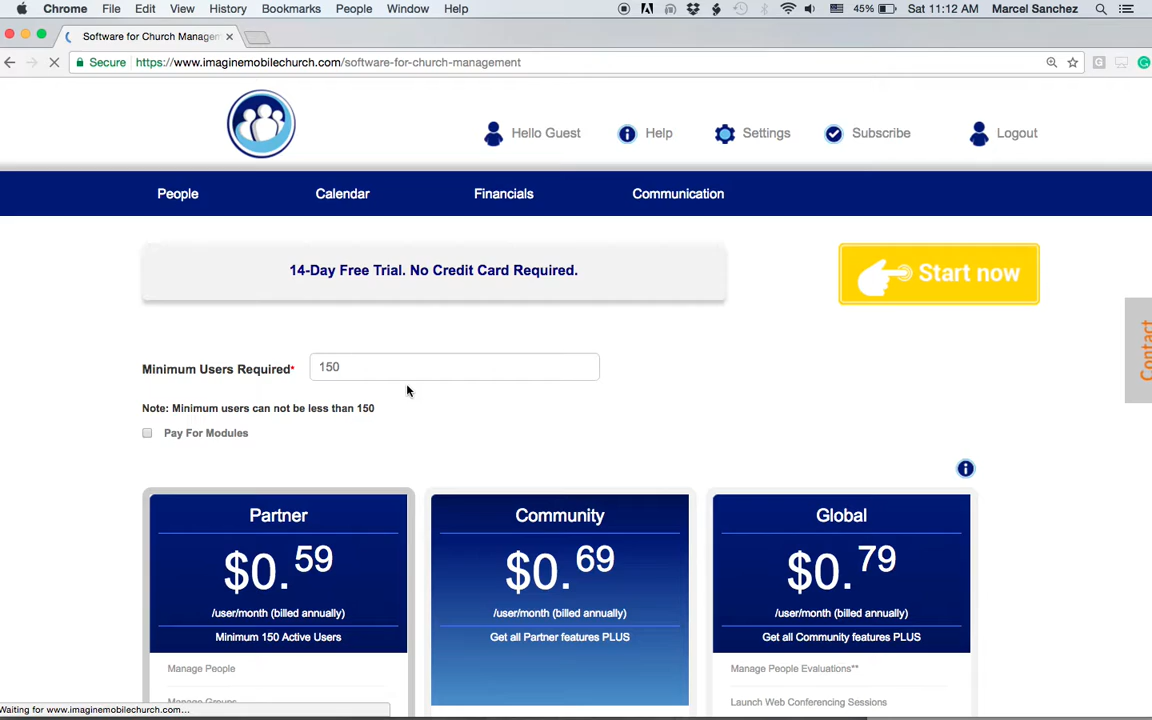 Chrome File Edit View History Bookmarks People Window Help 45% Sat 11:12 AM Marcel Sanchez
Software for Church Managem
Secure https://www.imaginemobilechurch.com/software-for-church-management
Hello Guest Help Settings Subscribe Logout
People Calendar Financials Communication
14-Day Free Trial. No Credit Card Required.
Start now
Contact
Minimum Users Required* 150
Note: Minimum users can not be less than 150
Pay For Modules
Partner Community Global
$0.59 $0.69 $0.79
/user/month (billed annually) /user/month (billed annually) /user/month (billed annually)
Minimum 150 Active Users Get all Partner features PLUS Get all Community features PLUS
Manage People Manage People Evaluations**
Manage Groups Launch Web Conferencing Sessions
Waiting for www.imaginemobilechurch.com...